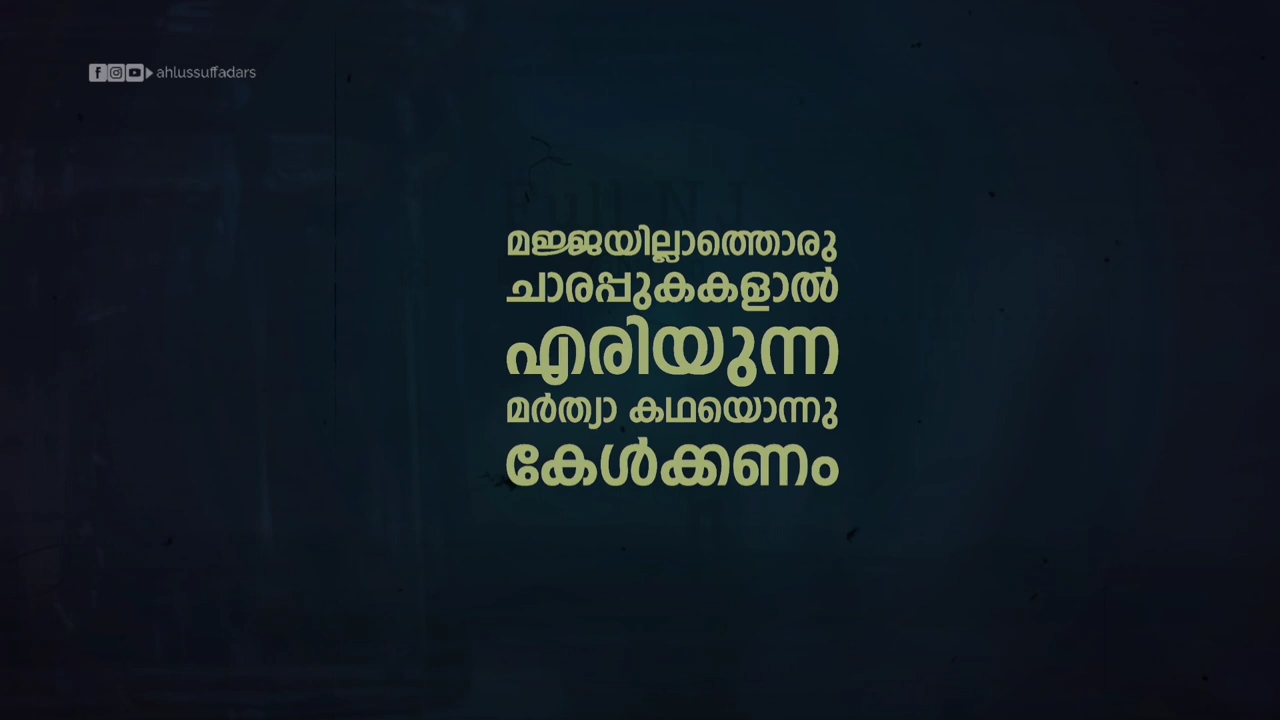 ahlussuffadars
മജ്ജയില്ലാത്തൊരു
ചാരപ്പുകകളാൽ
എരിയുന്ന
മർത്യാ കഥയൊന്നു
കേൾക്കണം